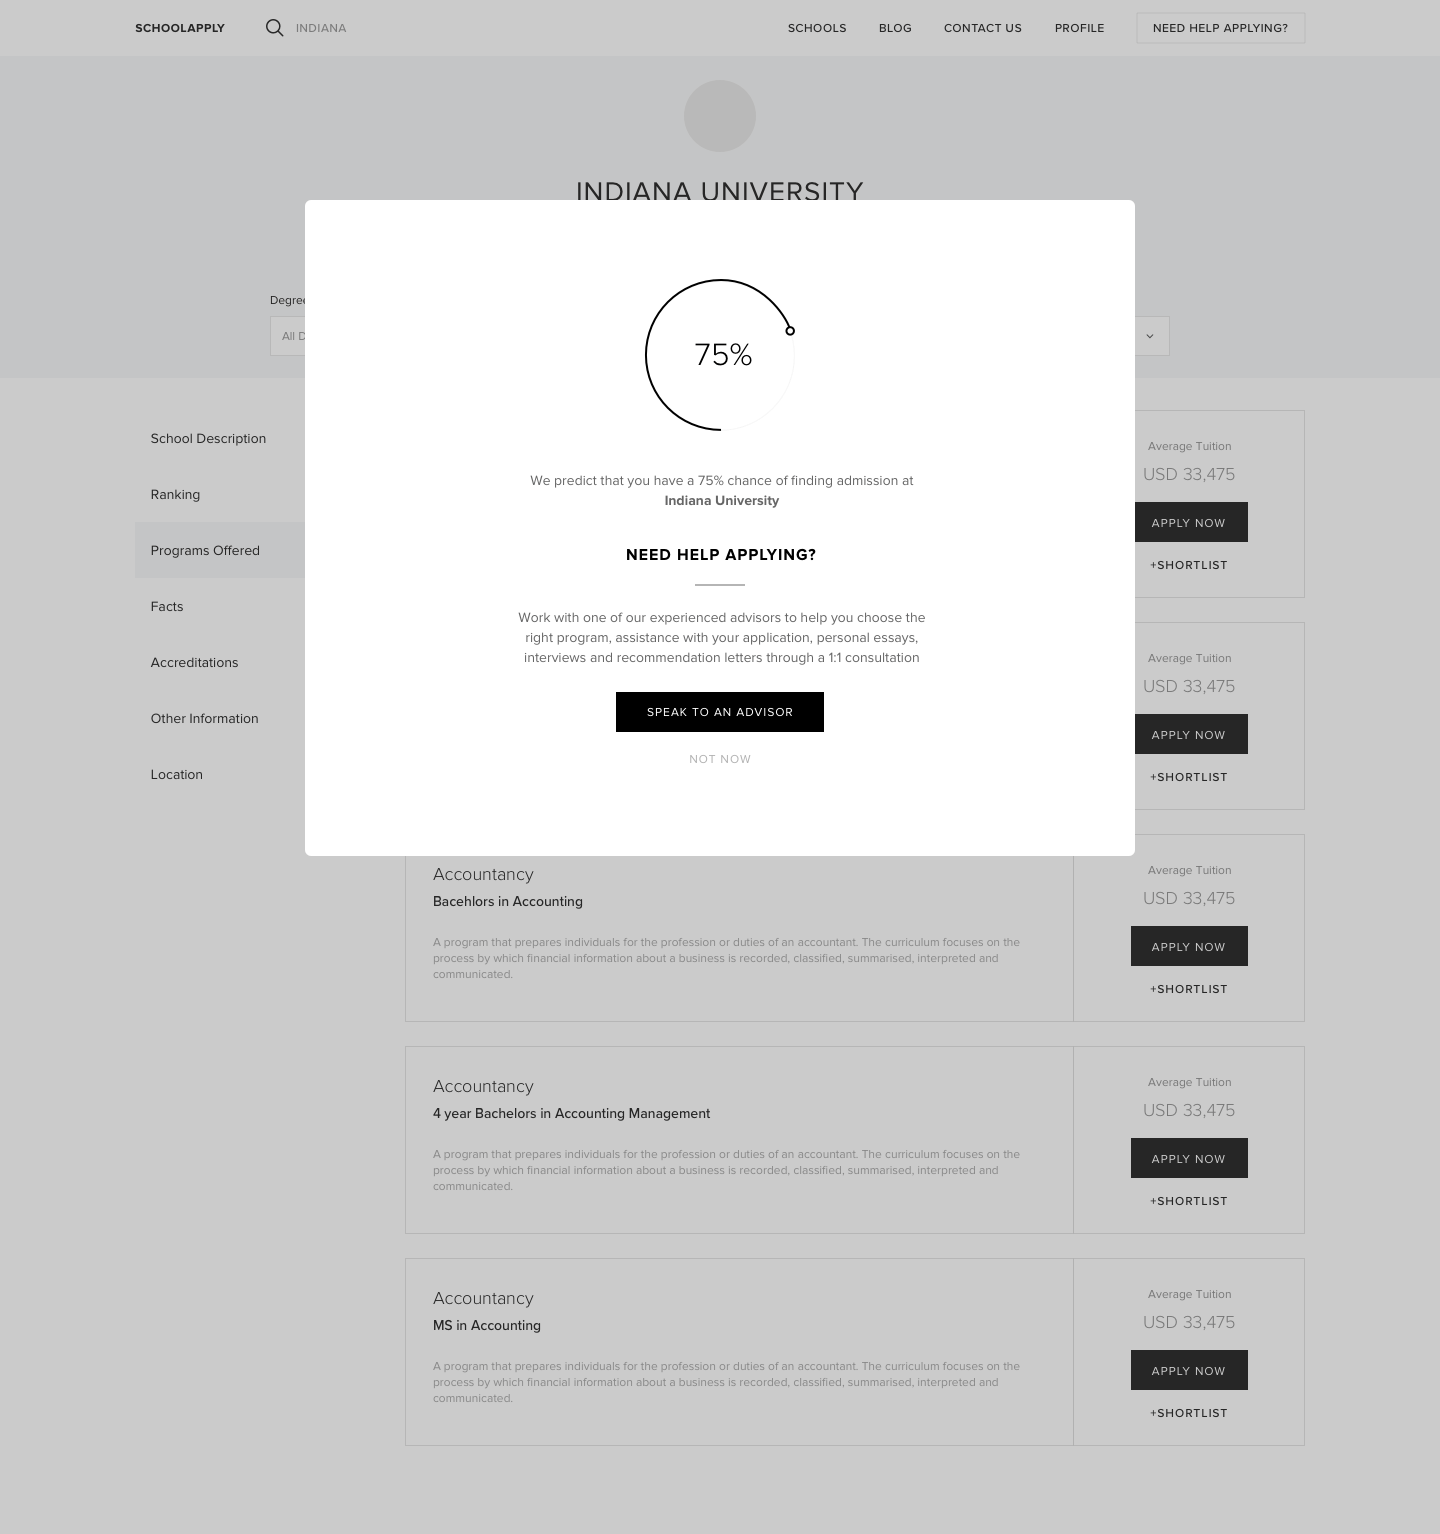 SCHOOLAPPLY
INDIANA
SCHOOLS
BLOG
CONTACT US
PROFILE
NEED HELP APPLYING?
INDIANA UNIVERSITY
Degree
All D
School Description
Ranking
Programs Offered
Facts
Accreditations
Other Information
Location
75%
We predict that you have a 75% chance of finding admission at
Indiana University
NEED HELP APPLYING?
Work with one of our experienced advisors to help you choose the
right program, assistance with your application, personal essays,
interviews and recommendation letters through a 1:1 consultation
SPEAK TO AN ADVISOR
NOT NOW
Average Tuition
USD 33,475
APPLY NOW
+SHORTLIST
Average Tuition
USD 33,475
APPLY NOW
+SHORTLIST
Accountancy
Bacehlors in Accounting
A program that prepares individuals for the profession or duties of an accountant. The curriculum focuses on the
process by which financial information about a business is recorded, classified, summarised, interpreted and
communicated.
Average Tuition
USD 33,475
APPLY NOW
+SHORTLIST
Accountancy
4 year Bachelors in Accounting Management
A program that prepares individuals for the profession or duties of an accountant. The curriculum focuses on the
process by which financial information about a business is recorded, classified, summarised, interpreted and
communicated.
Average Tuition
USD 33,475
APPLY NOW
+SHORTLIST
Accountancy
MS in Accounting
A program that prepares individuals for the profession or duties of an accountant. The curriculum focuses on the
process by which financial information about a business is recorded, classified, summarised, interpreted and
communicated.
Average Tuition
USD 33,475
APPLY NOW
+SHORTLIST